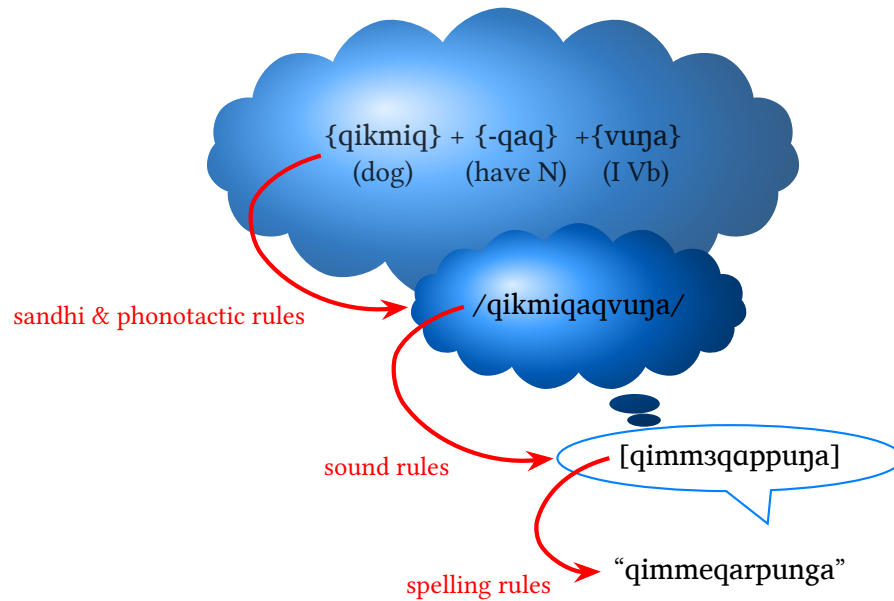 {qikmiq} + {-qaq} +{vuŋa}
(dog) (have N) (I Vb)
/qikmiqaqvuŋa/
sandhi & phonotactic rules
[qimmɜqɑppuŋa]
sound rules
“qimmeqarpunga”
spelling rules